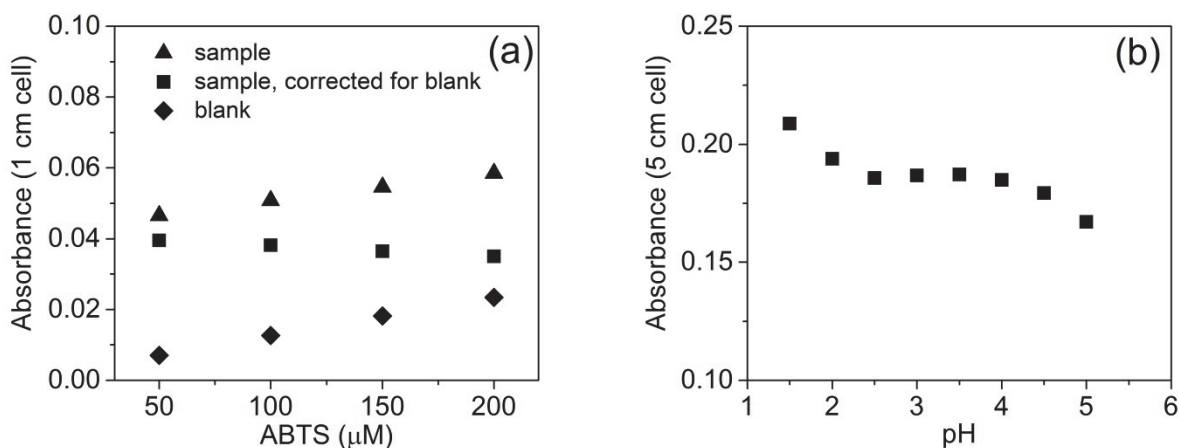 (a)
sample
sample, corrected for blank
blank
Absorbance (1 cm cell)
0.10
0.08
0.06
0.04
0.02
0.00
50 100 150 200
ABTS (μM)
(b)
Absorbance (5 cm cell)
0.25
0.20
0.15
0.10
1 2 3 4 5 6
pH